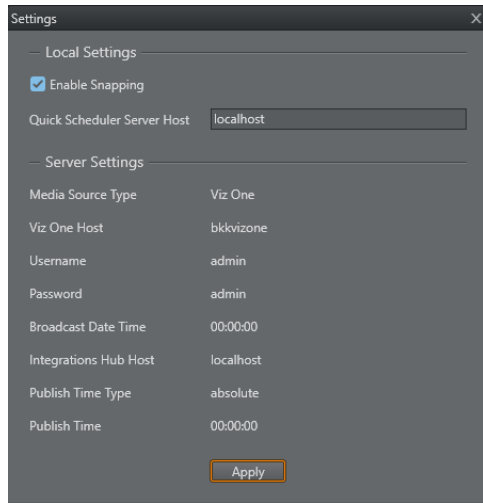 Settings X
Local Settings
Enable Snapping
Quick Scheduler Server Host localhost
Server Settings
Media Source Type Viz One
Viz One Host bkkvizone
Username admin
Password admin
Broadcast Date Time 00:00:00
Integrations Hub Host localhost
Publish Time Type absolute
Publish Time 00:00:00
Apply